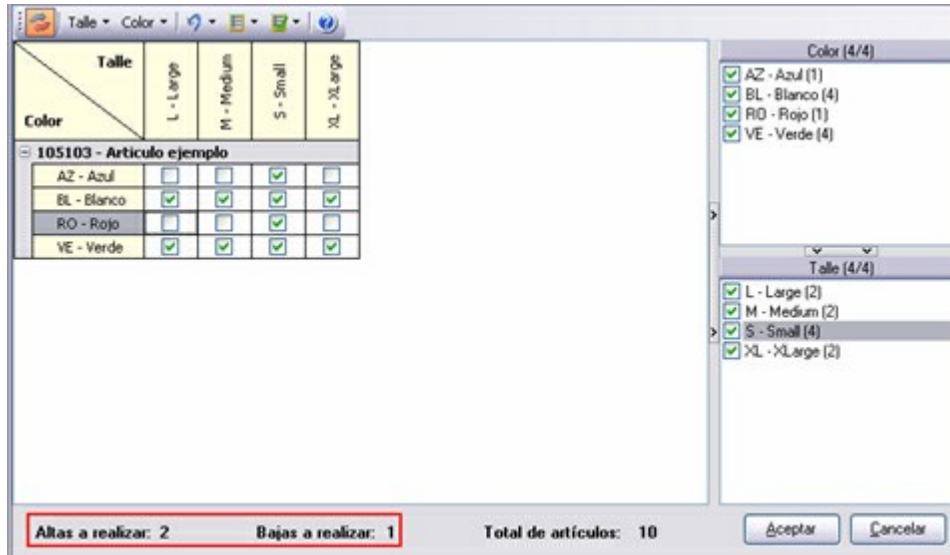 Talle Color
Talle
Color
L - Large
M - Medium
S - Small
XL - XLarge
105103 - Articulo ejemplo
AZ - Azul
BL - Blanco
RO - Rojo
VE - Verde
Color (4/4)
AZ - Azul (1)
BL - Blanco (4)
RO - Rojo (1)
VE - Verde (4)
Talle (4/4)
L - Large (2)
M - Medium (2)
S - Small (4)
XL - XLarge (2)
Altas a realizar: 2 Bajas a realizar: 1 Total de artículos: 10 Aceptar Cancelar